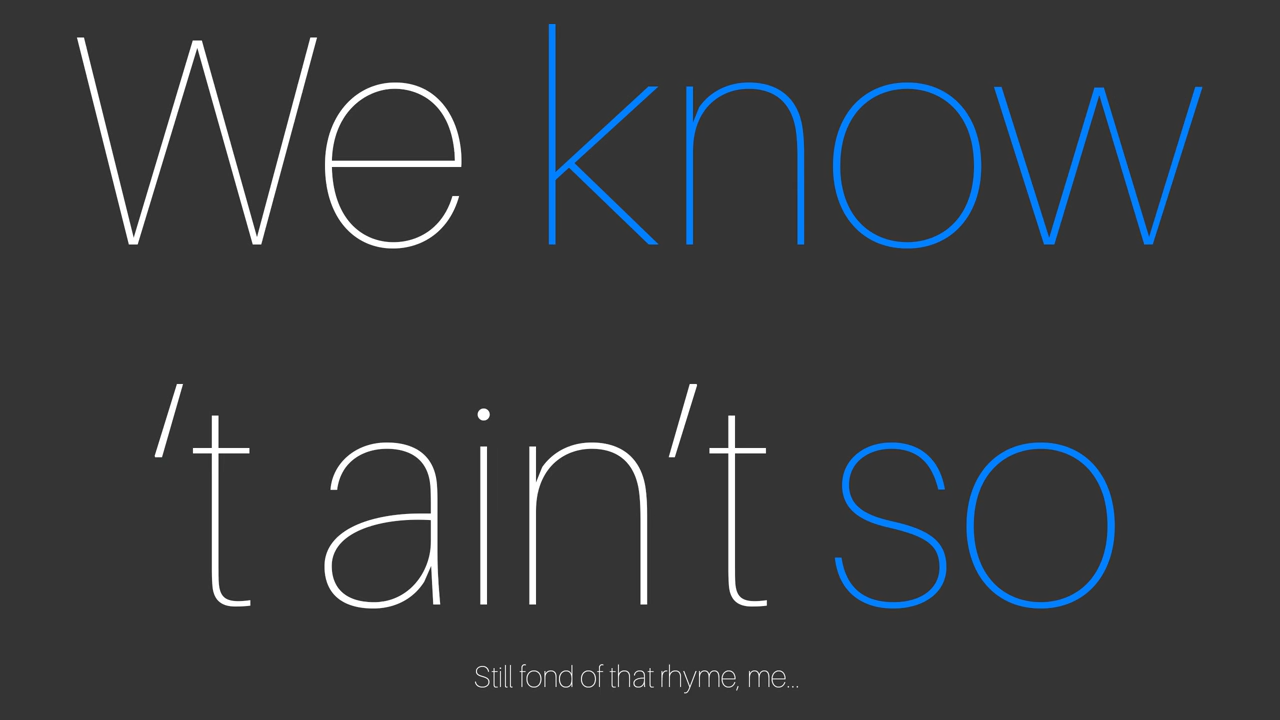 We know
’t ain’t so
Still fond of that rhyme, me...